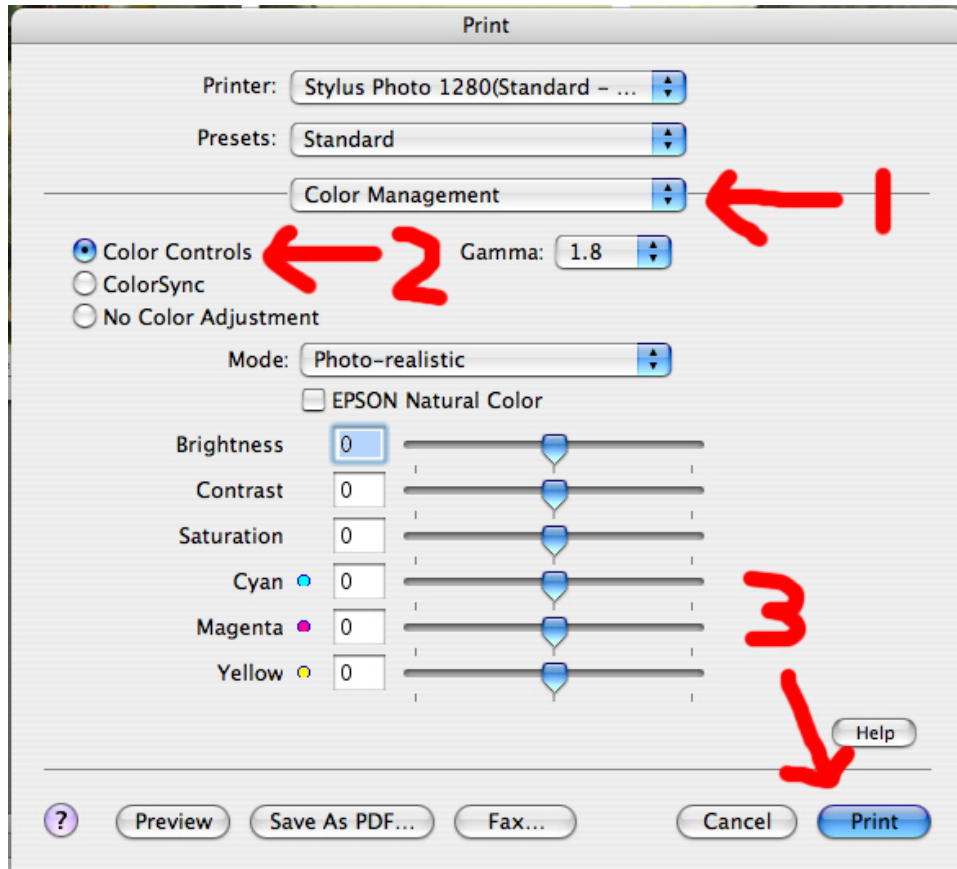 Print
Printer: Stylus Photo 1280(Standard – ...
Presets: Standard
Color Management 1
Color Controls 2 Gamma: 1.8
ColorSync
No Color Adjustment
Mode: Photo-realistic
EPSON Natural Color
Brightness 0
Contrast 0
Saturation 0
Cyan 0
Magenta 0
Yellow 0
3
Help
? Preview Save As PDF... Fax... Cancel Print